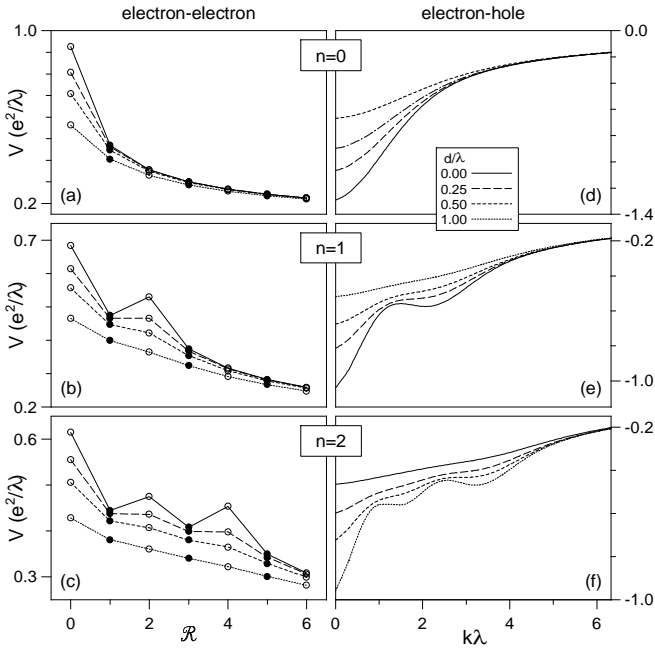 electron-electron
electron-hole
1.0
V (e²/λ)
0.2
(a)
n=0
0.0
-1.4
(d)
d/λ
0.00
0.25
0.50
1.00
0.7
V (e²/λ)
0.2
(b)
n=1
-0.2
-1.0
(e)
0.6
V (e²/λ)
0.3
(c)
n=2
-0.2
-1.0
(f)
0 2 4 6
ℛ
0 2 4 6
kλ